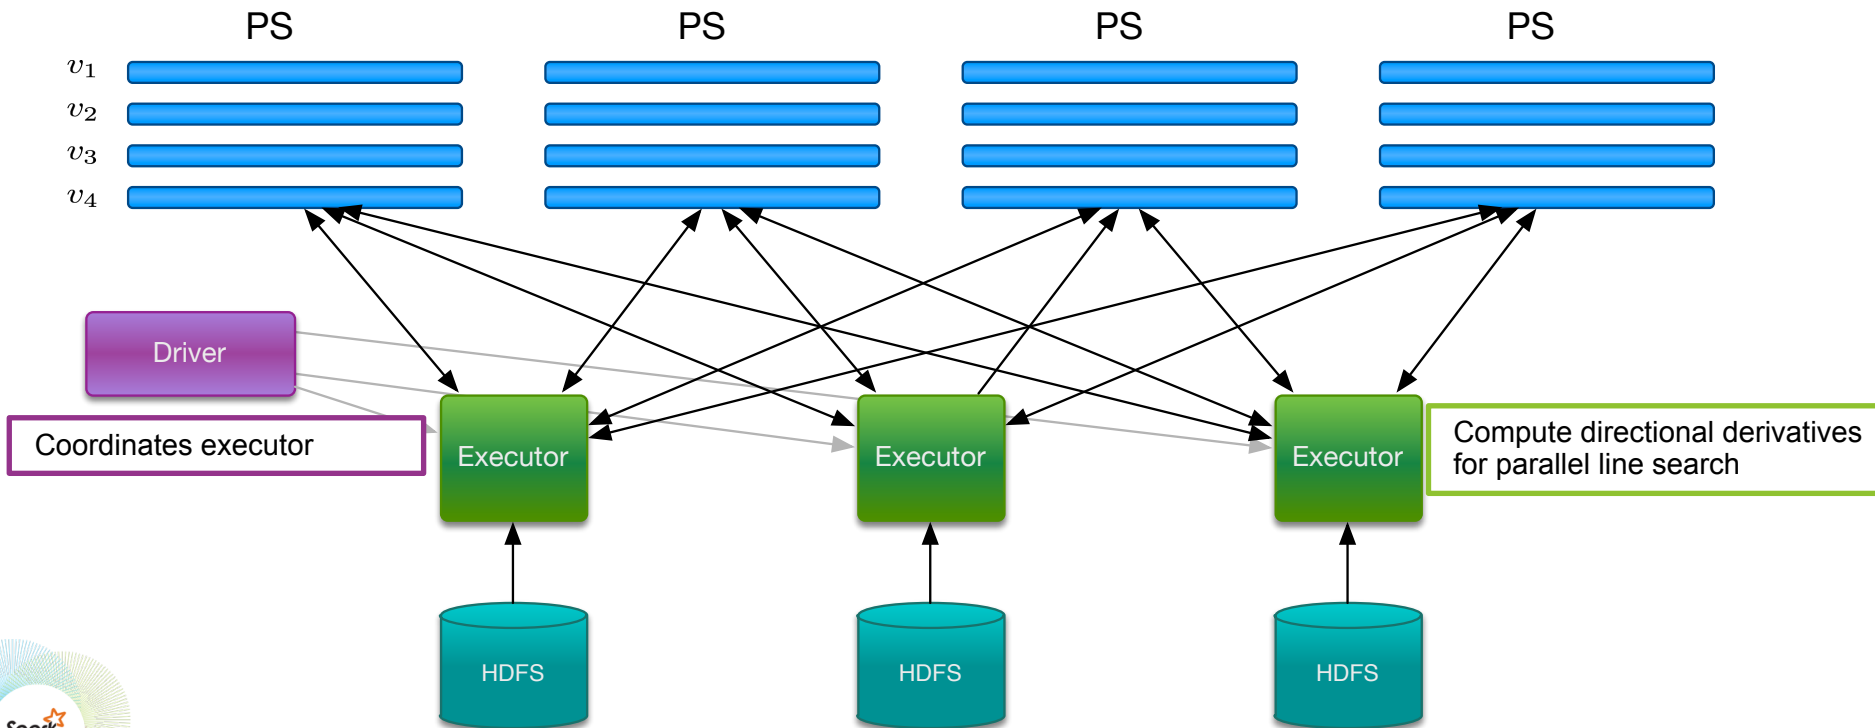 PS PS PS PS
v₁
v₂
v₃
v₄
Driver
Coordinates executor
Executor Executor Executor
Compute directional derivatives
for parallel line search
HDFS HDFS HDFS